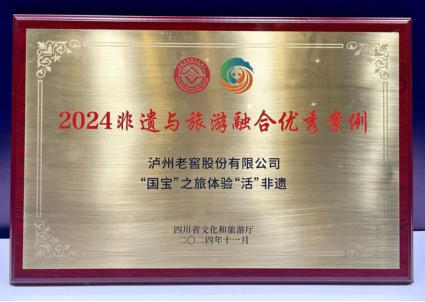 2024非遗与旅游融合优秀案例
泸州老窖股份有限公司
“国宝”之旅体验“活”非遗
四川省文化和旅游厅
二〇二四年十一月